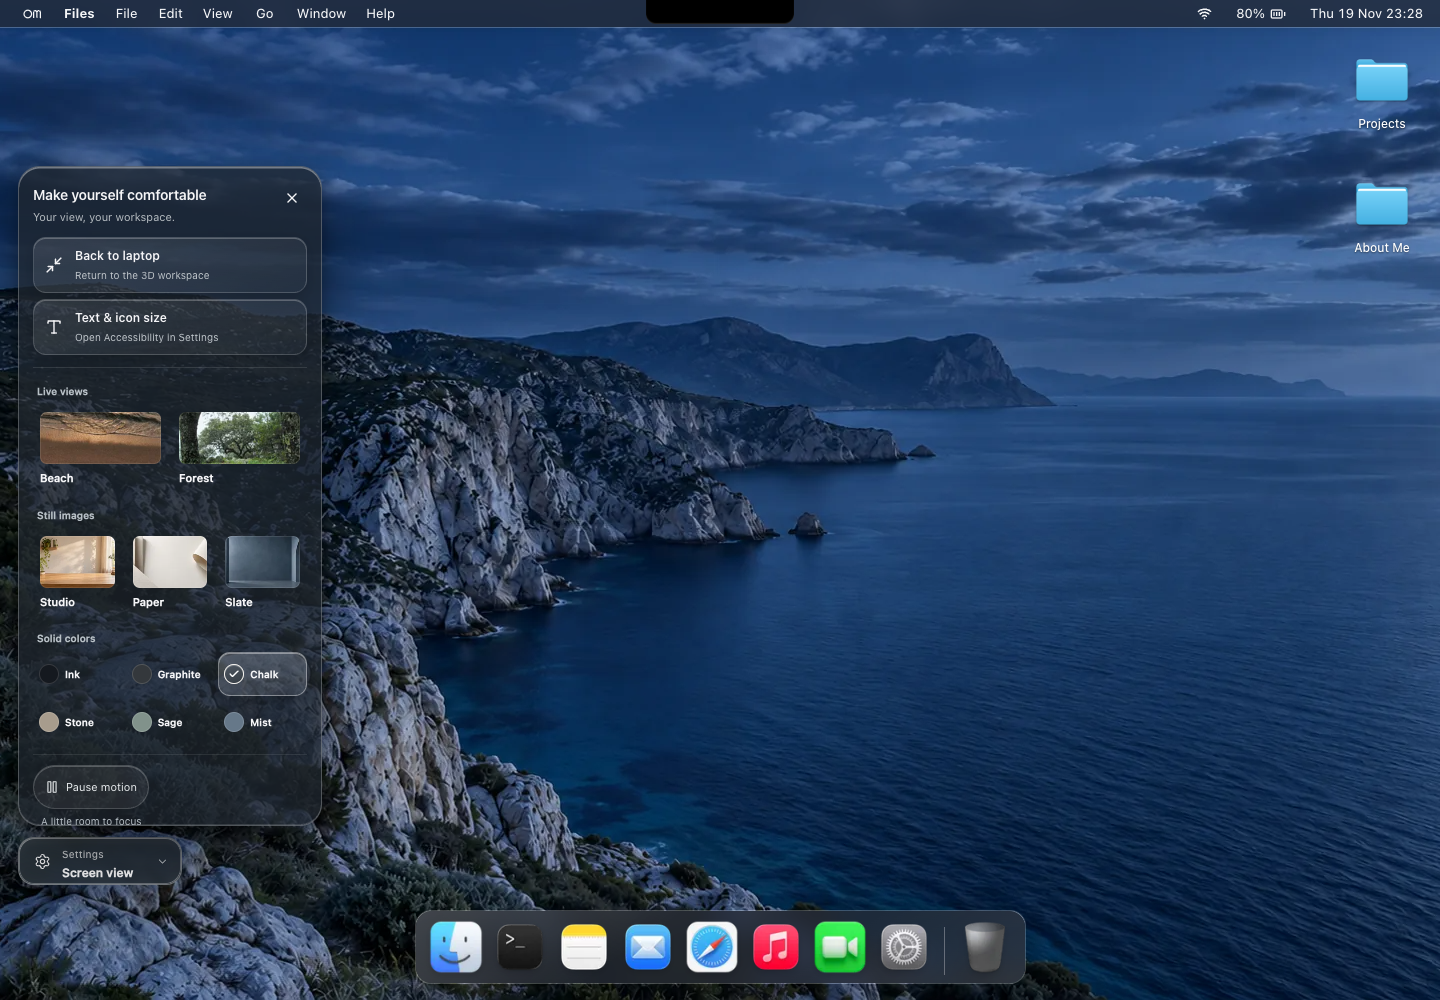 om Files File Edit View Go Window Help 80% Thu 19 Nov 23:28
Projects
About Me
Make yourself comfortable
Your view, your workspace.
Back to laptop
Return to the 3D workspace
Text & icon size
Open Accessibility in Settings
Live views
Beach Forest
Still images
Studio Paper Slate
Solid colors
Ink Graphite Chalk
Stone Sage Mist
Pause motion
A little room to focus
Settings
Screen view
>_